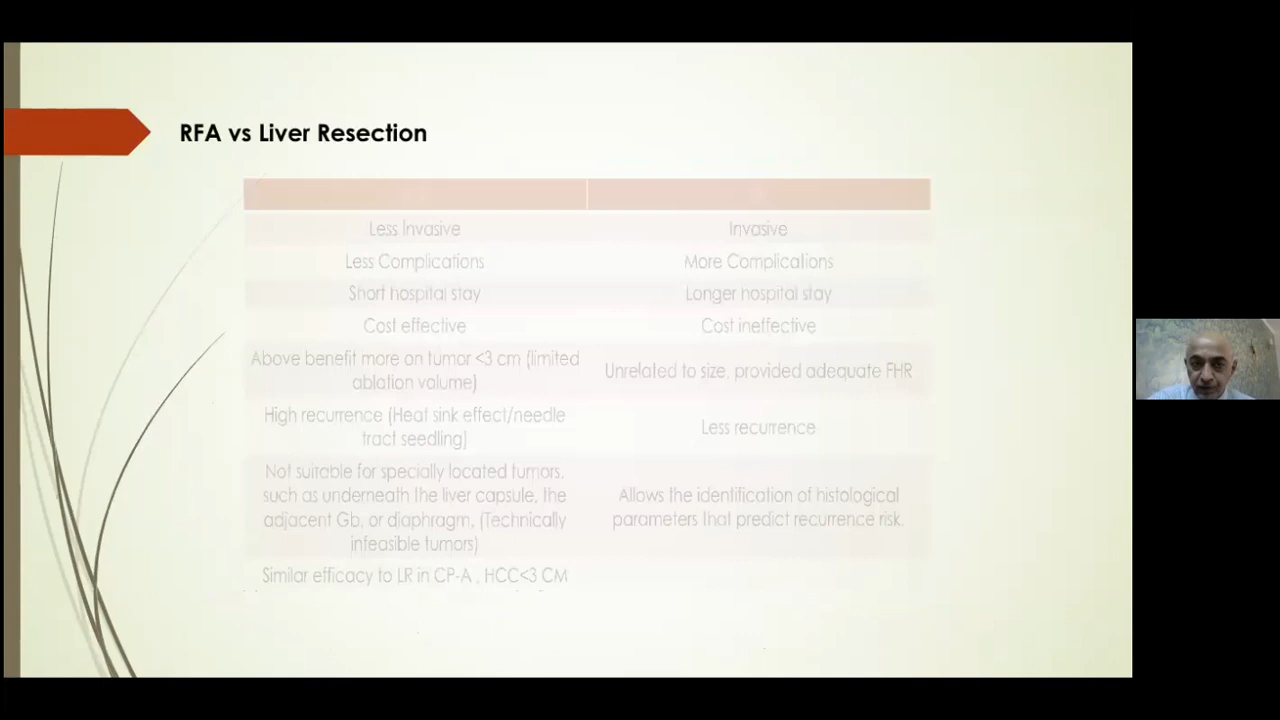 RFA vs Liver Resection
Less Invasive
Invasive
Less Complications
More Complications
Short hospital stay
Longer hospital stay
Cost effective
Cost ineffective
Above benefit more on tumor <3 cm (limited
ablation volume)
Unrelated to size, provided adequate FHR
High recurrence (Heat sink effect/needle
tract seedling)
Less recurrence
Not suitable for specially located tumors,
such as underneath the liver capsule, the
adjacent Gb, or diaphragm, (Technically
infeasible tumors)
Allows the identification of histological
parameters that predict recurrence risk.
Similar efficacy to LR in CP-A , HCC<3 CM